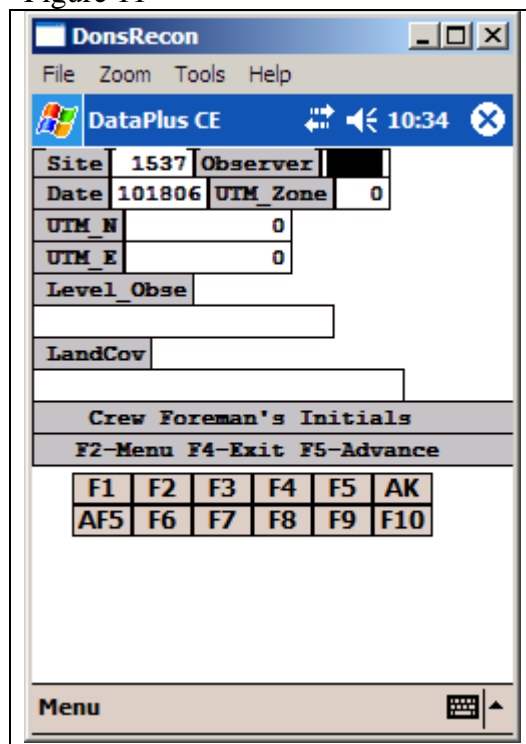 Figure 11
DonsRecon
File Zoom Tools Help
DataPlus CE 10:34
Site 1537 Observer
Date 101806 UTM_Zone 0
UTM_N 0
UTM_E 0
Level_Obse
LandCov
Crew Foreman's Initials
F2-Menu F4-Exit F5-Advance
F1 F2 F3 F4 F5 AK
AF5 F6 F7 F8 F9 F10
Menu